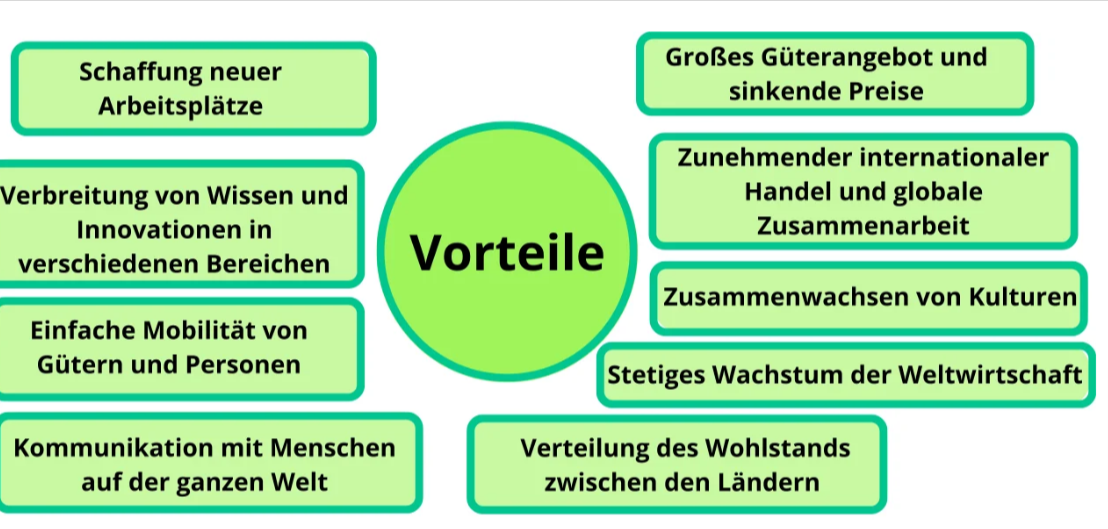 Schaffung neuer
Arbeitsplätze
Verbreitung von Wissen und
Innovationen in
verschiedenen Bereichen
Einfache Mobilität von
Gütern und Personen
Kommunikation mit Menschen
auf der ganzen Welt
Vorteile
Großes Güterangebot und
sinkende Preise
Zunehmender internationaler
Handel und globale
Zusammenarbeit
Zusammenwachsen von Kulturen
Stetiges Wachstum der Weltwirtschaft
Verteilung des Wohlstands
zwischen den Ländern